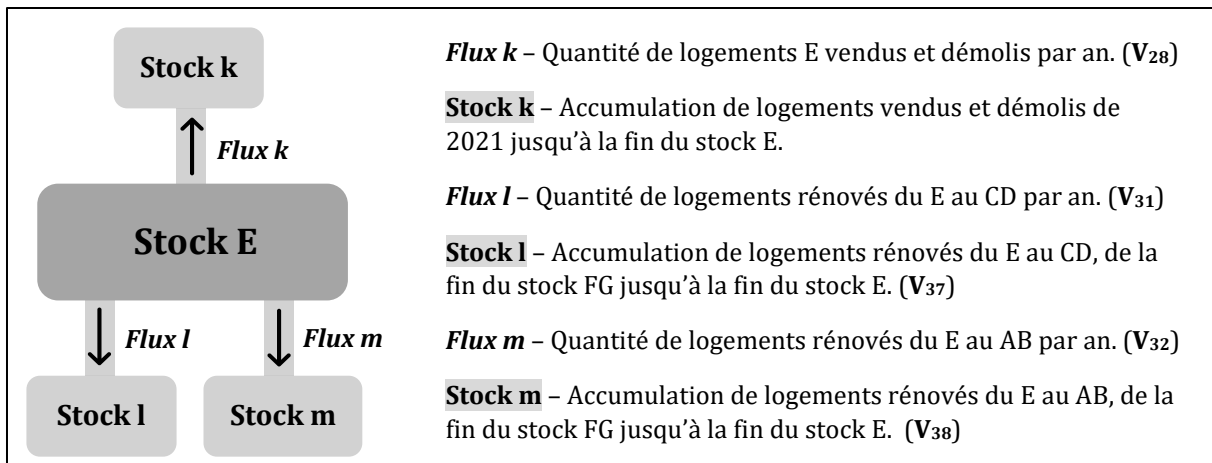 Stock k
Flux k
Stock E
Flux l
Flux m
Stock l
Stock m
Flux k – Quantité de logements E vendus et démolis par an. (V28)
Stock k – Accumulation de logements vendus et démolis de
2021 jusqu’à la fin du stock E.
Flux l – Quantité de logements rénovés du E au CD par an. (V31)
Stock l – Accumulation de logements rénovés du E au CD, de la
fin du stock FG jusqu’à la fin du stock E. (V37)
Flux m – Quantité de logements rénovés du E au AB par an. (V32)
Stock m – Accumulation de logements rénovés du E au AB, de la
fin du stock FG jusqu’à la fin du stock E. (V38)